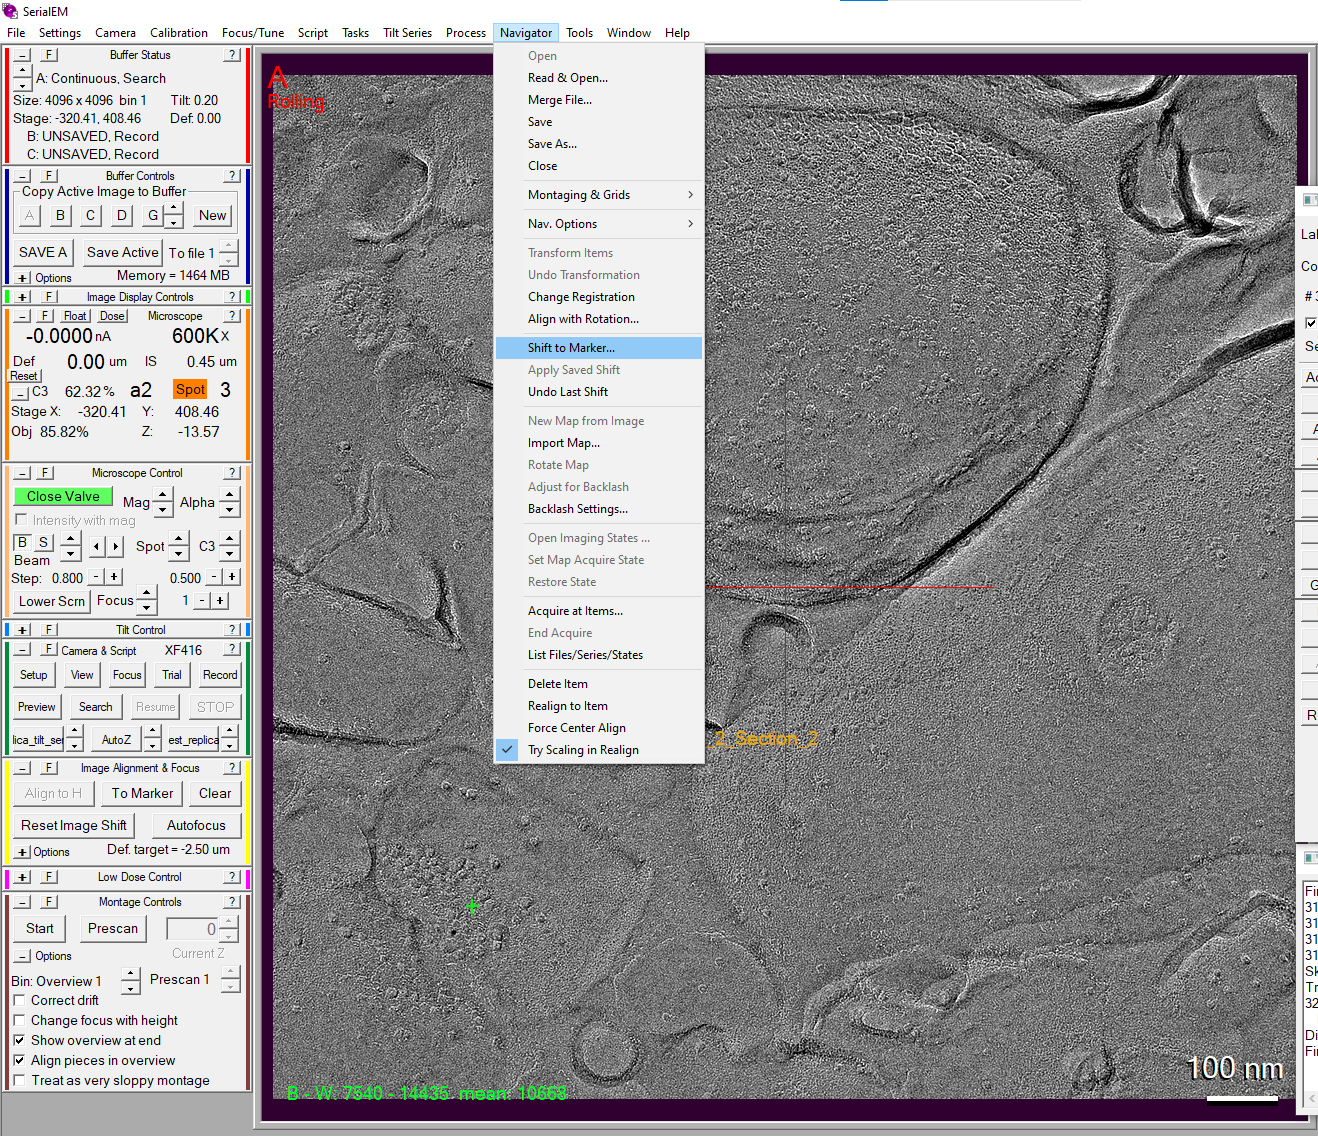 SerialEM
File Settings Camera Calibration Focus/Tune Script Tasks Tilt Series Process Navigator Tools Window Help
- F Buffer Status ?
A: Continuous, Search
Size: 4096 x 4096 bin 1 Tilt: 0.20
Stage: -320.41, 408.46 Def: 0.00
B: UNSAVED, Record
C: UNSAVED, Record
- F Buffer Controls ?
Copy Active Image to Buffer
A B C D G New
SAVE A Save Active To file 1
+ Options Memory = 1464 MB
+ F Image Display Controls ?
- F Float Dose Microscope ?
-0.0000 nA 600K X
Def 0.00 um IS 0.45 um
Reset
- C3 62.32 % a2 Spot 3
Stage X: -320.41 Y: 408.46
Obj 85.82% Z: -13.57
- F Microscope Control ?
Close Valve Mag Alpha
Intensity with mag
B S Spot C3
Beam
Step: 0.800 - + 0.500 - +
Lower Scrn Focus 1 - +
+ F Tilt Control ?
- F Camera & Script XF416 ?
Setup View Focus Trial Record
Preview Search Resume STOP
lica_tilt_ser AutoZ est_replica
- F Image Alignment & Focus ?
Align to H To Marker Clear
Reset Image Shift Autofocus
+ Options Def. target = -2.50 um
+ F Low Dose Control ?
- F Montage Controls ?
Start Prescan 0
- Options Current Z
Bin: Overview 1 Prescan 1
Correct drift
Change focus with height
Show overview at end
Align pieces in overview
Treat as very sloppy montage
A
Rolling
Open
Read & Open...
Merge File...
Save
Save As...
Close
Montaging & Grids >
Nav. Options >
Transform Items
Undo Transformation
Change Registration
Align with Rotation...
Shift to Marker...
Apply Saved Shift
Undo Last Shift
New Map from Image
Import Map...
Rotate Map
Adjust for Backlash
Backlash Settings...
Open Imaging States ...
Set Map Acquire State
Restore State
Acquire at Items...
End Acquire
List Files/Series/States
Delete Item
Realign to Item
Force Center Align
Try Scaling in Realign
2 Section 2
B - W: 7540 - 14435 mean: 10668
100 nm
Lal
Co
# 3
Se
Ac
A
G
R
Fir
31
31
31
31
Sk
Tr
32
Di
Fir